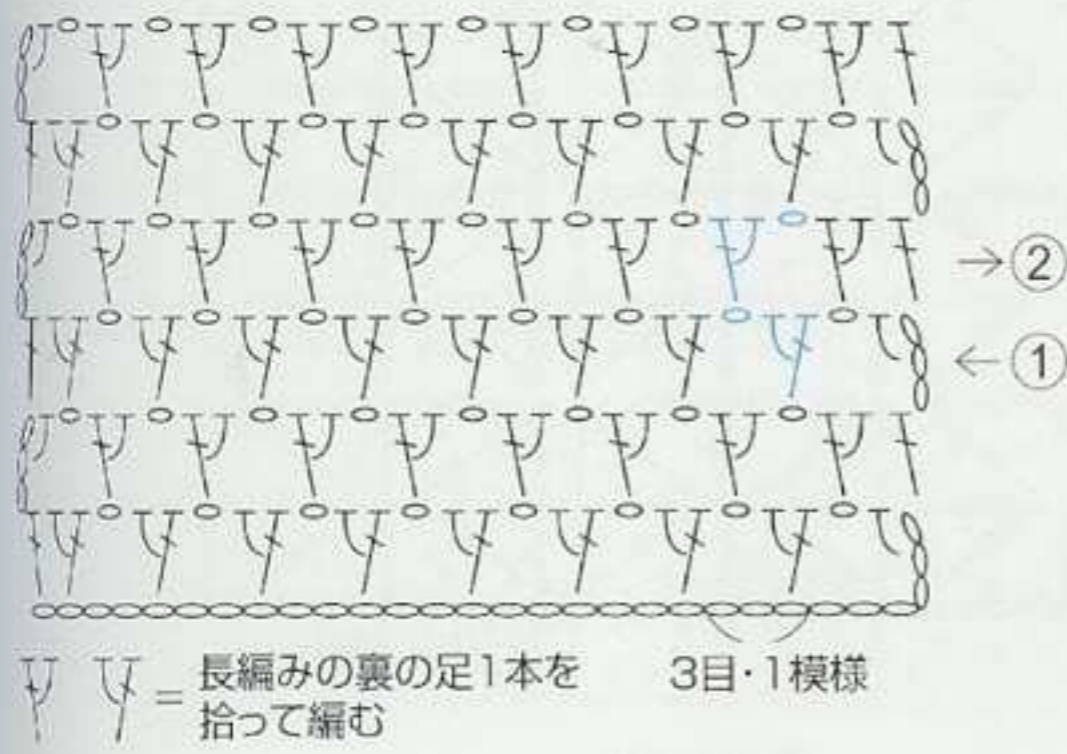 →②
←①
= 長編みの裏の足1本を
拾って編む
3目・1模様